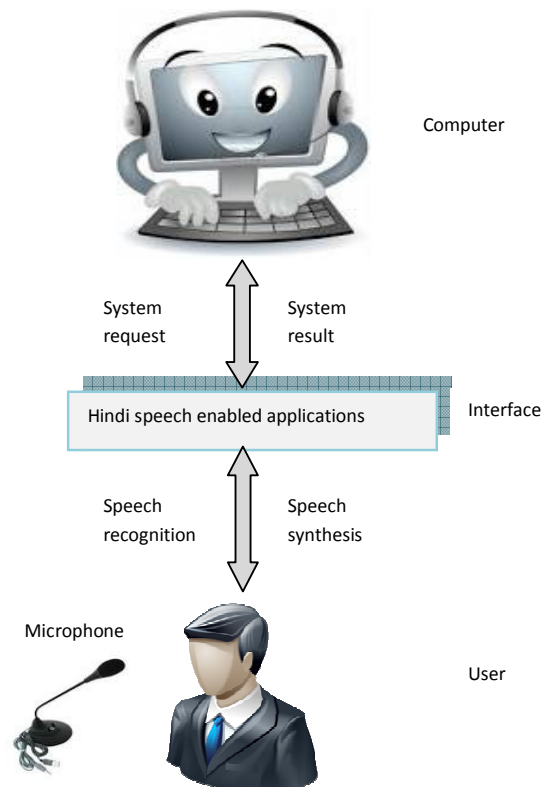 Computer
System
request
System
result
Hindi speech enabled applications
Interface
Speech
recognition
Speech
synthesis
Microphone
User